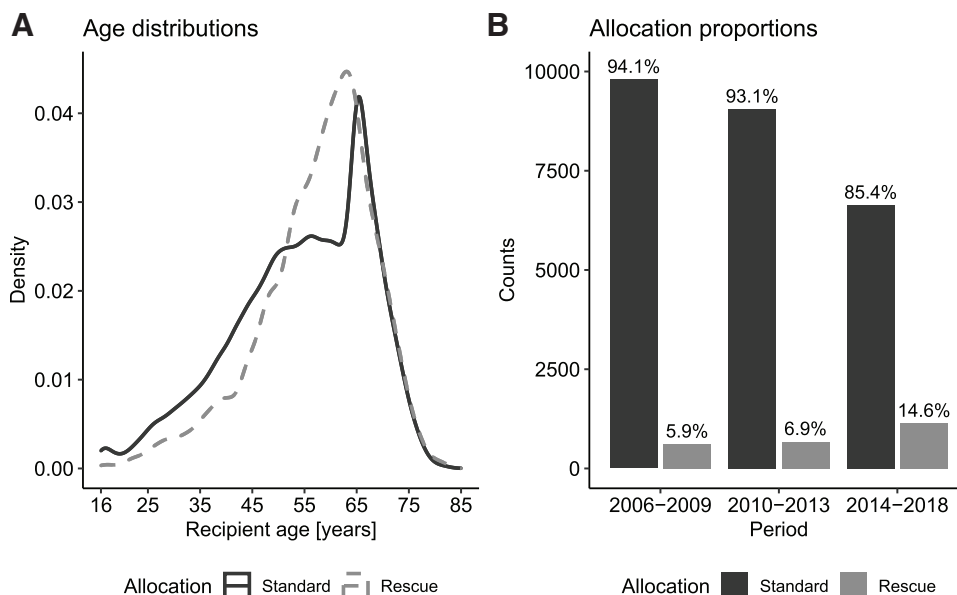 A Age distributions
Density
0.04
0.03
0.02
0.01
0.00
16 25 35 45 55 65 75 85
Recipient age [years]
Allocation Standard Rescue
B Allocation proportions
Counts
10000
7500
5000
2500
0
94.1%
93.1%
85.4%
5.9%
6.9%
14.6%
2006−2009 2010−2013 2014−2018
Period
Allocation Standard Rescue